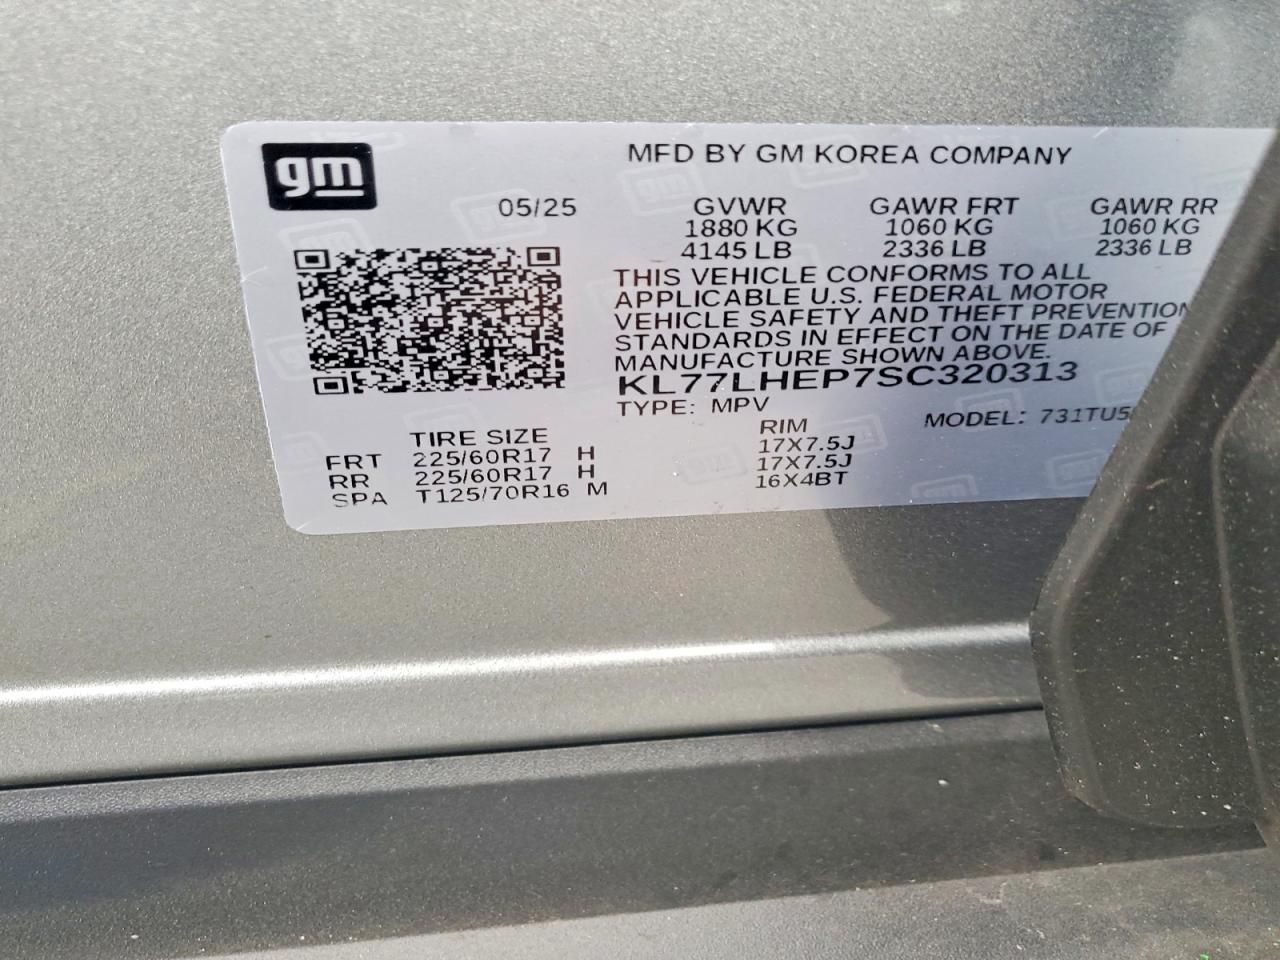 gm
MFD BY GM KOREA COMPANY
05/25
GVWR GAWR FRT GAWR RR
1880 KG 1060 KG 1060 KG
4145 LB 2336 LB 2336 LB
THIS VEHICLE CONFORMS TO ALL
APPLICABLE U.S. FEDERAL MOTOR
VEHICLE SAFETY AND THEFT PREVENTION
STANDARDS IN EFFECT ON THE DATE OF
MANUFACTURE SHOWN ABOVE.
KL77LHEP7SC320313
TYPE: MPV MODEL:
TIRE SIZE RIM
FRT 225/60R17 H 17X7.5J
RR 225/60R17 H 17X7.5J
SPA T125/70R16 M 16X4BT